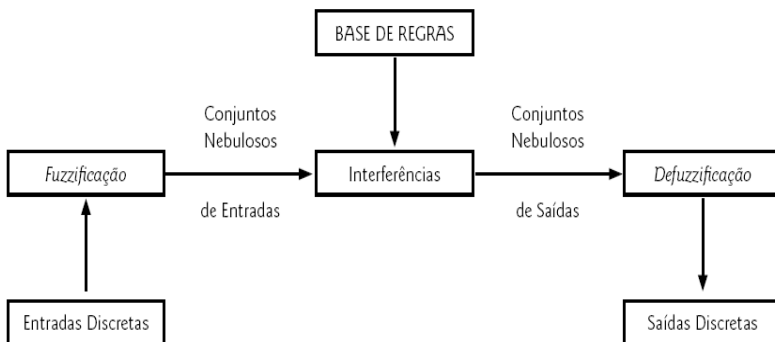 BASE DE REGRAS
Conjuntos
Nebulosos
Conjuntos
Nebulosos
Fuzzificação
Interferências
Defuzzificação
de Entradas
de Saídas
Entradas Discretas
Saídas Discretas